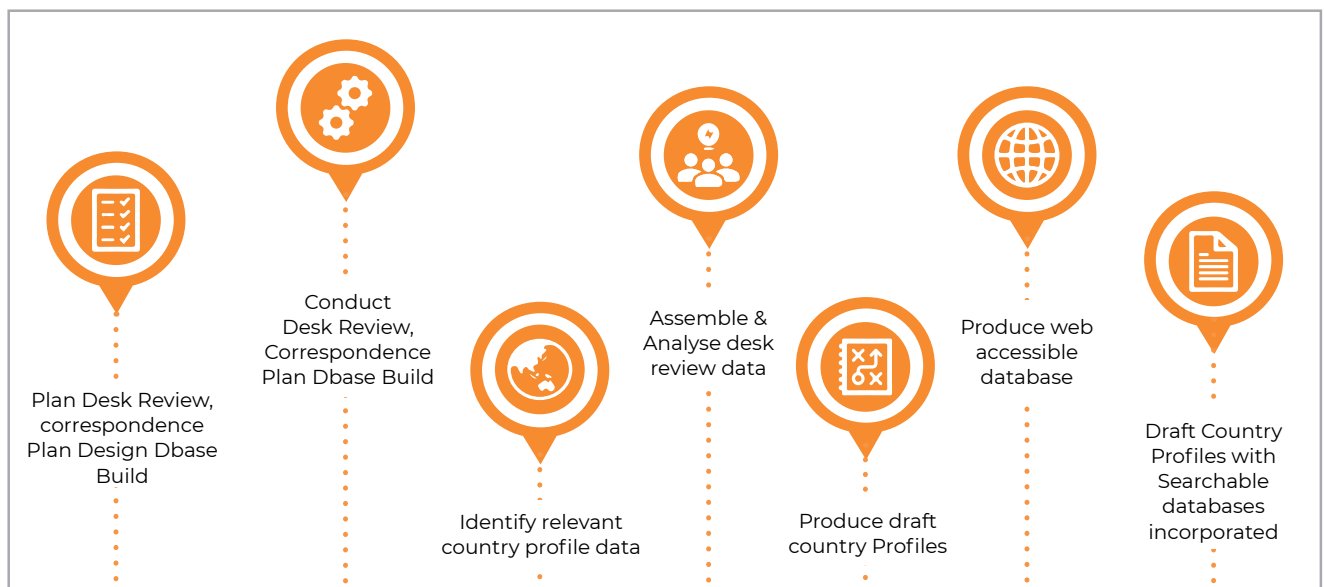 Plan Desk Review,
correspondence
Plan Design Dbase
Build
Conduct
Desk Review,
Correspondence
Plan Dbase Build
Identify relevant
country profile data
Assemble &
Analyse desk
review data
Produce draft
country Profiles
Produce web
accessible
database
Draft Country
Profiles with
Searchable
databases
incorporated